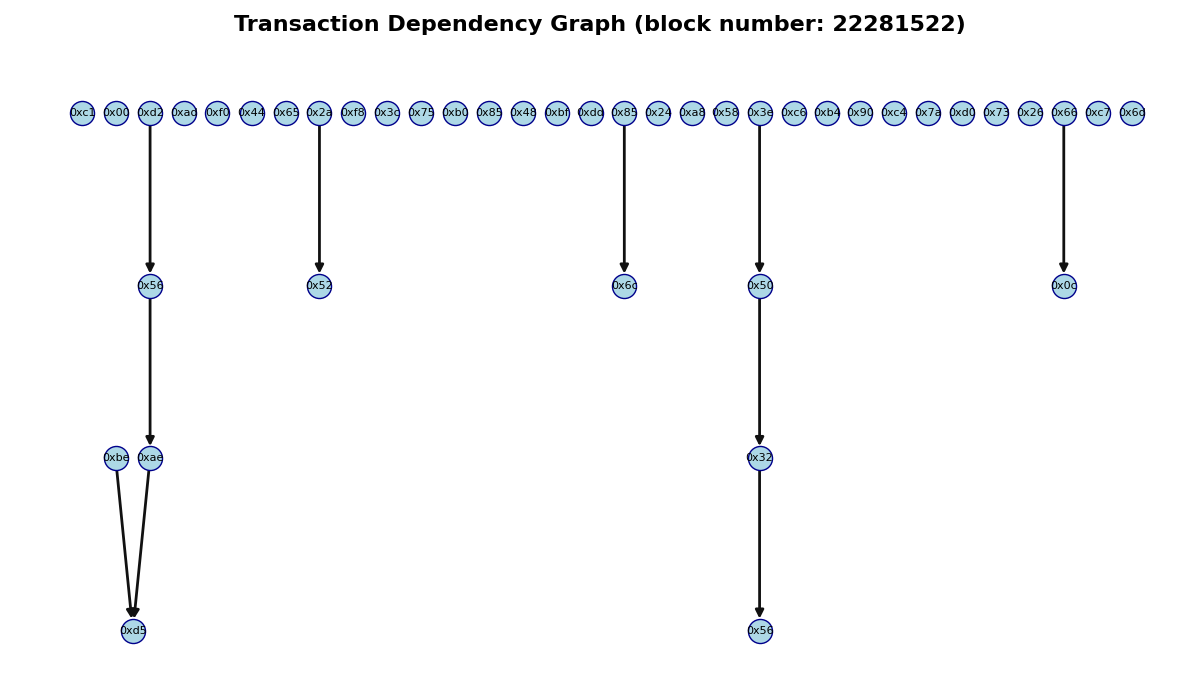 Transaction Dependency Graph (block number: 22281522)
0xc1 0x00 0xd2 0xad 0xf0 0x44 0x65 0x2a 0xf8 0x3c 0x75 0xb0 0x85 0x48 0xbf 0xdd 0x85 0x24 0xa8 0x58 0x3e 0xc6 0xb4 0x90 0xc4 0x7a 0xd0 0x73 0x26 0x66 0xc7 0x6d
0x56 0x52 0x6c 0x50 0x0c
0xbe 0xae 0x32
0xd5 0x56